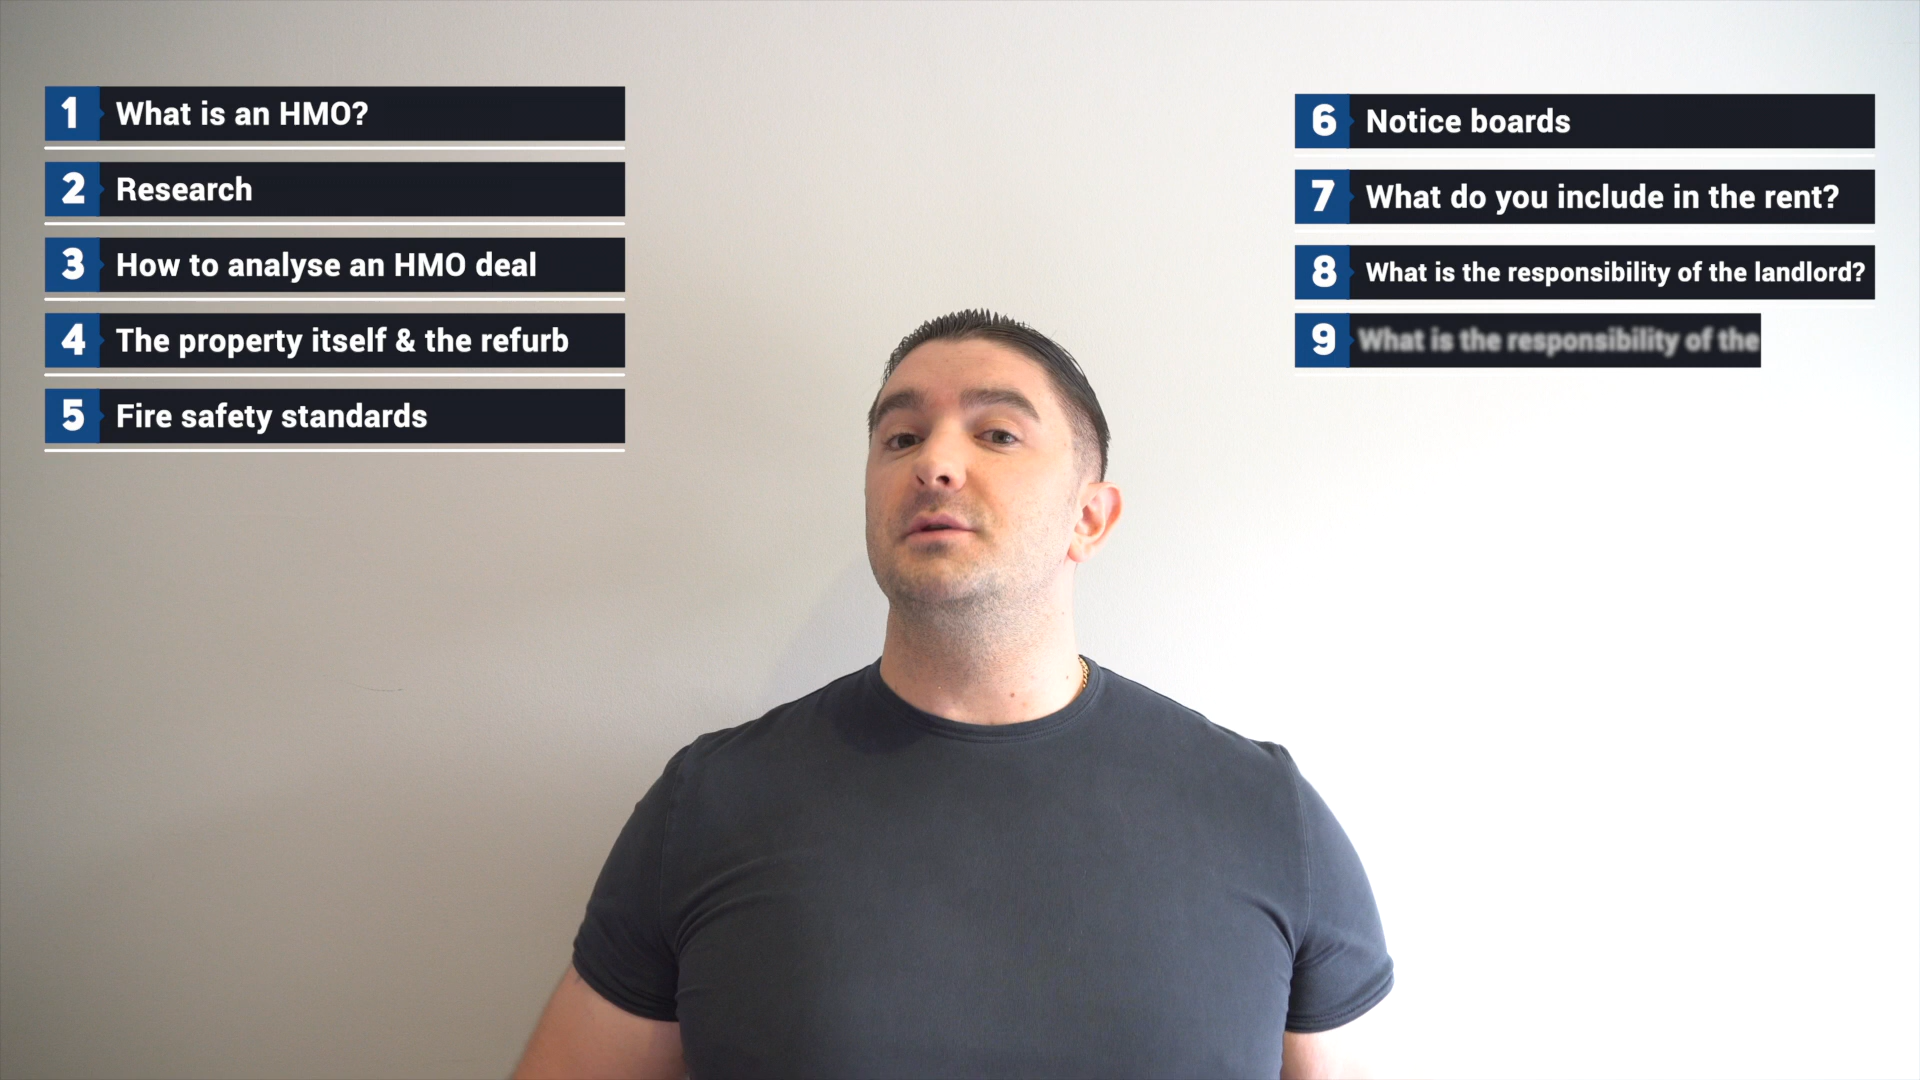 1 What is an HMO?
2 Research
3 How to analyse an HMO deal
4 The property itself & the refurb
5 Fire safety standards
6 Notice boards
7 What do you include in the rent?
8 What is the responsibility of the landlord?
9 What is the responsibility of the